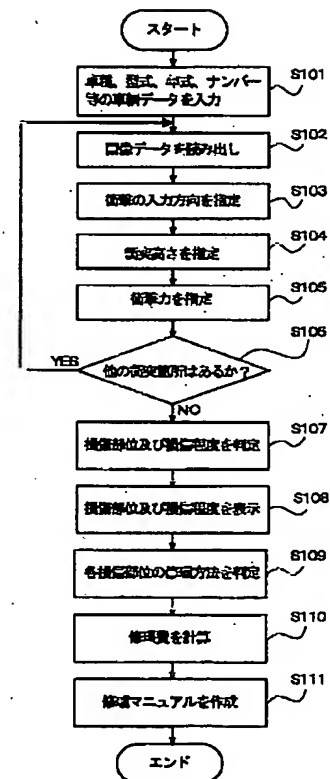 スタート
車種、型式、年式、ナンバー
等の車輌データを入力
S101
画像データを読み出し
S102
衝撃の入力方向を指定
S103
衝突高さを指定
S104
衝撃力を指定
S105
他の衝突箇所はあるか?
S106
YES
NO
損傷部位及び損傷程度を判定
S107
損傷部位及び損傷程度を表示
S108
各損傷部位の修理方法を判定
S109
修理費を計算
S110
修理マニュアルを作成
S111
エンド